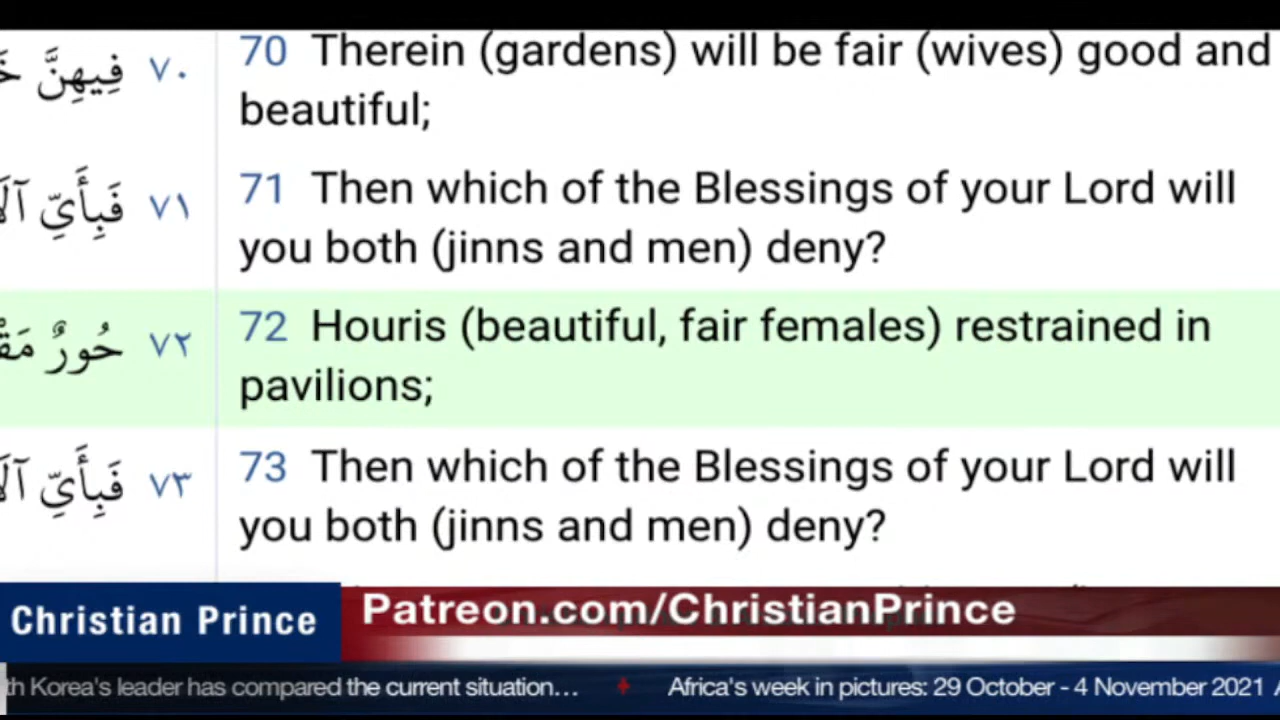 فِيهِنَّ ٧٠ 70 Therein (gardens) will be fair (wives) good and
beautiful;
فَبِأَيِّ ٧١ 71 Then which of the Blessings of your Lord will
you both (jinns and men) deny?
حُورٌ ٧٢ 72 Houris (beautiful, fair females) restrained in
pavilions;
فَبِأَيِّ ٧٣ 73 Then which of the Blessings of your Lord will
you both (jinns and men) deny?
Christian Prince
Patreon.com/ChristianPrince
th Korea's leader has compared the current situation... Africa's week in pictures: 29 October - 4 November 2021